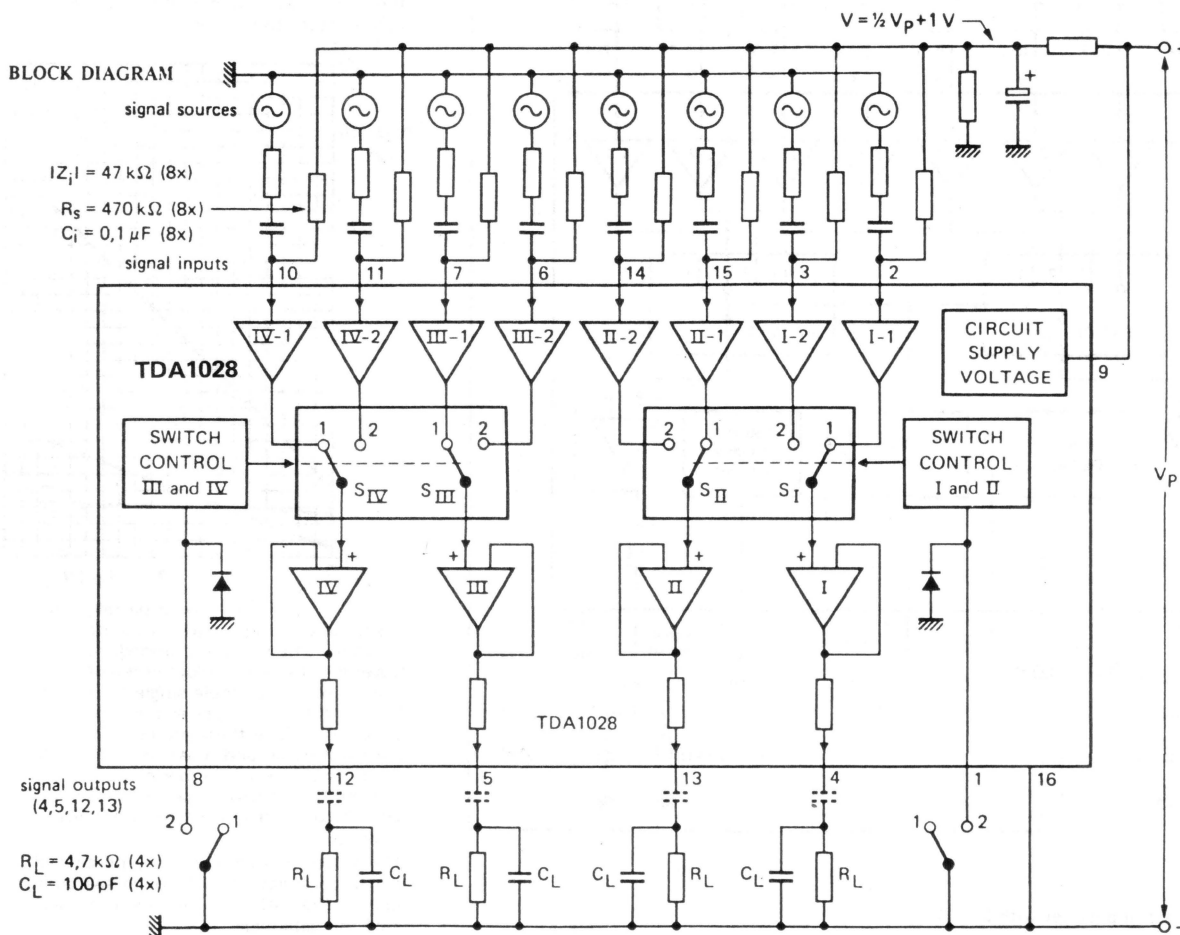 V = ½ Vp + 1 V
BLOCK DIAGRAM
signal sources
|Zi| = 47 kΩ (8x)
Rs = 470 kΩ (8x)
Ci = 0,1 μF (8x)
signal inputs
10 11 7 6 14 15 3 2
IV-1 IV-2 III-1 III-2 II-2 II-1 I-2 I-1
CIRCUIT
SUPPLY
VOLTAGE
9
TDA1028
SWITCH
CONTROL
III and IV
1 2 1 2
SIV SIII
2 1 2 1
SII SI
SWITCH
CONTROL
I and II
Vp
+ + + +
IV III II I
TDA1028
8 12 5 13 4 1 16
signal outputs
(4,5,12,13)
2 1
1 2
RL = 4,7 kΩ (4x)
CL = 100 pF (4x)
RL CL RL CL CL RL CL RL